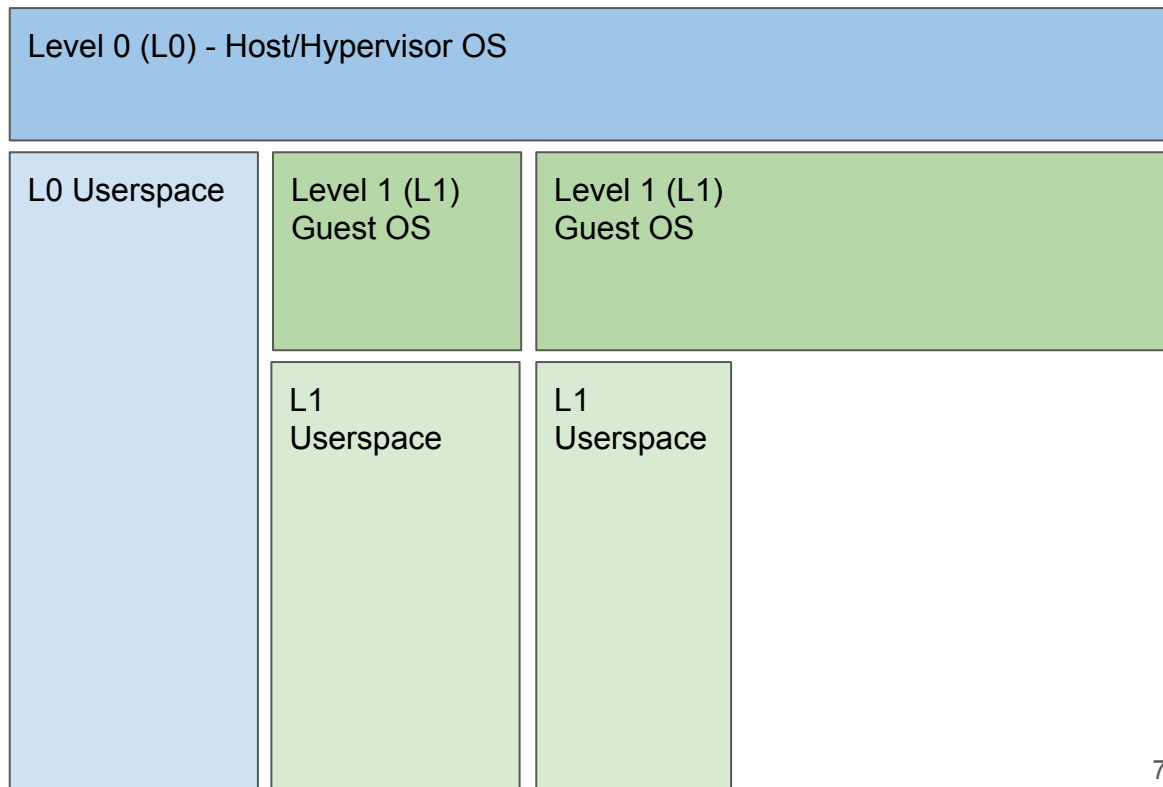 Level 0 (L0) - Host/Hypervisor OS
L0 Userspace
Level 1 (L1)
Guest OS
Level 1 (L1)
Guest OS
L1
Userspace
L1
Userspace
7